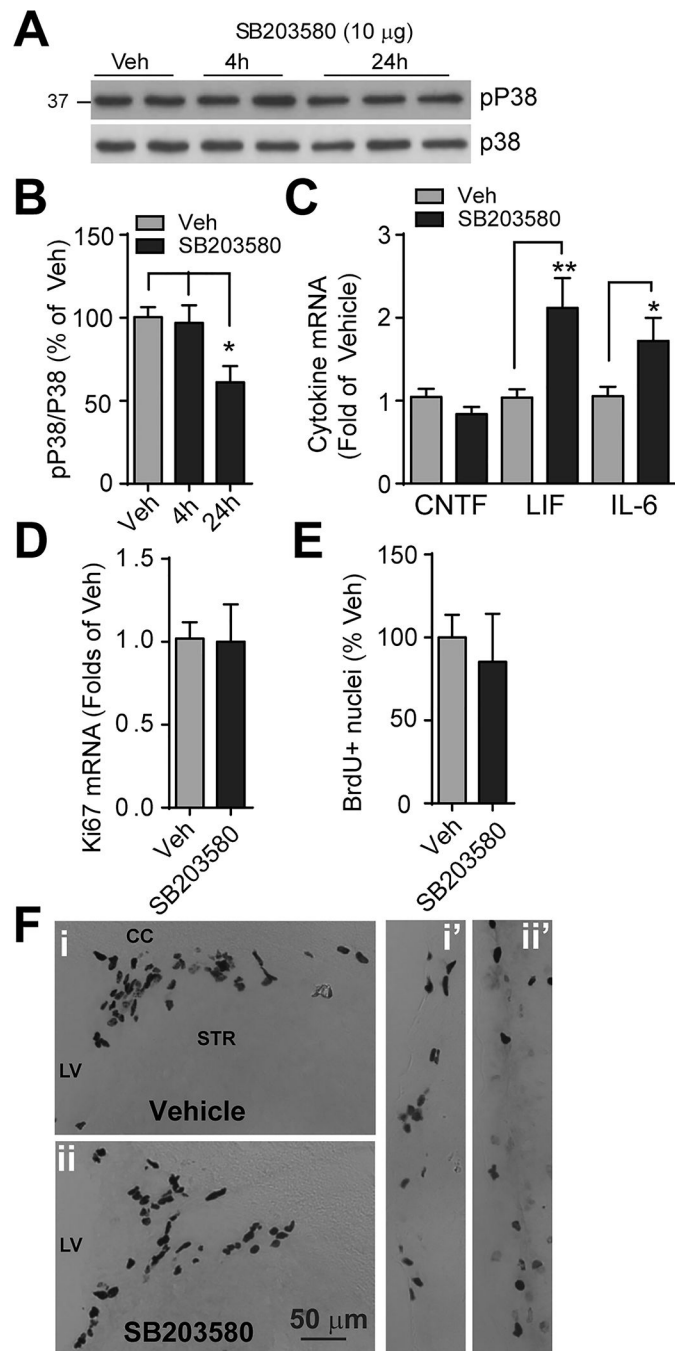 A
SB203580 (10 μg)
Veh 4h 24h
37
pP38
p38
B
Veh
SB203580
pP38/P38 (% of Veh)
150
100
50
0
*
Veh 4h 24h
C
Veh
SB203580
Cytokine mRNA
(Fold of Vehicle)
3
2
1
0
**
*
CNTF LIF IL-6
D
Ki67 mRNA (Folds of Veh)
1.5
1.0
0.5
0.0
Veh SB203580
E
BrdU+ nuclei (% Veh)
150
100
50
0
Veh SB203580
F
i
CC
STR
LV
Vehicle
i’
ii’
ii
LV
SB203580
50 μm